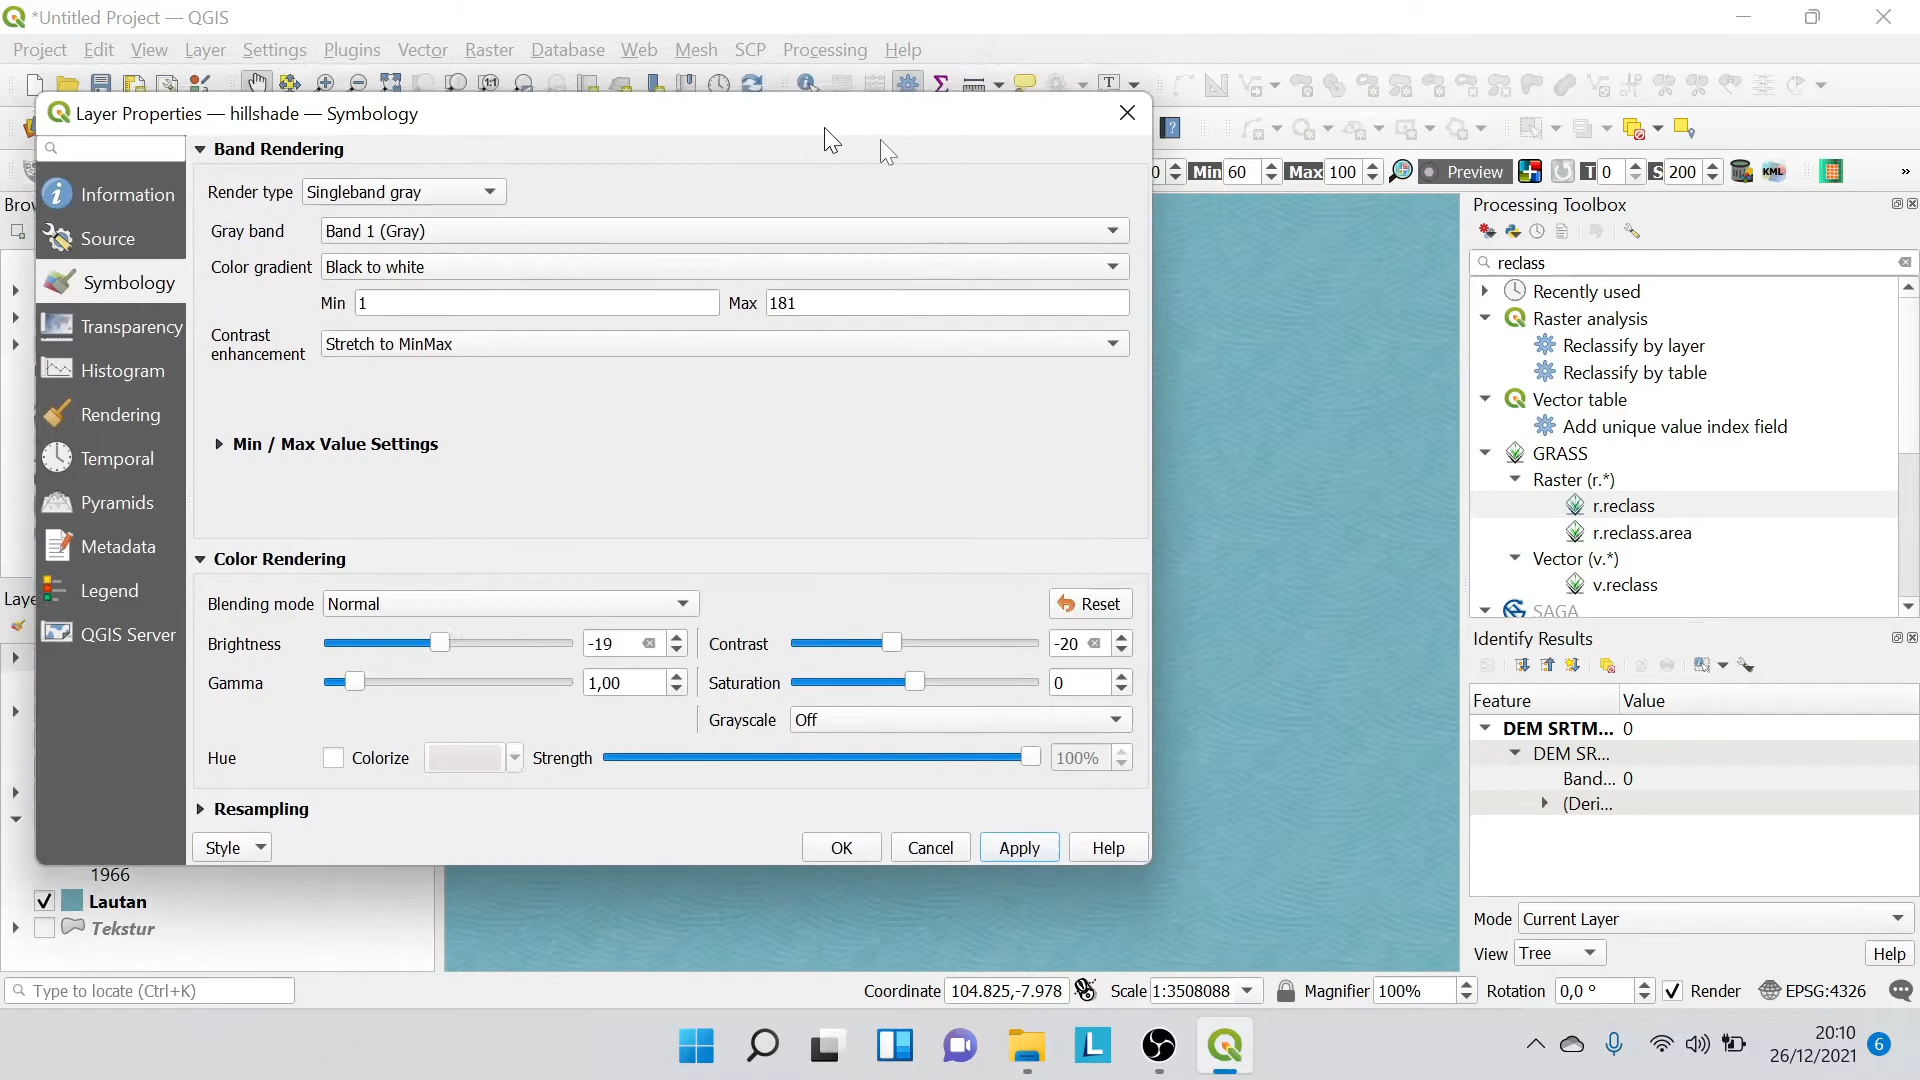 *Untitled Project — QGIS
Project Edit View Layer Settings Plugins Vector Raster Database Web Mesh SCP Processing Help
Layer Properties — hillshade — Symbology
Information
Source
Symbology
Transparency
Histogram
Rendering
Temporal
Pyramids
Metadata
Legend
QGIS Server
Band Rendering
Render type Singleband gray
Gray band Band 1 (Gray)
Color gradient Black to white
Min 1 Max 181
Contrast enhancement Stretch to MinMax
Min / Max Value Settings
Color Rendering
Blending mode Normal Reset
Brightness -19 Contrast -20
Gamma 1,00 Saturation 0
Grayscale Off
Hue Colorize Strength 100%
Resampling
Style OK Cancel Apply Help
0 Min 60 Max 100 Preview T 0 S 200 KML »
Processing Toolbox
reclass
Recently used
Raster analysis
Reclassify by layer
Reclassify by table
Vector table
Add unique value index field
GRASS
Raster (r.*)
r.reclass
r.reclass.area
Vector (v.*)
v.reclass
SAGA
Identify Results
Feature Value
DEM SRTM... 0
DEM SR...
Band... 0
(Deri...
Mode Current Layer
View Tree Help
Bro
Laye
1966
Lautan
Tekstur
Type to locate (Ctrl+K) Coordinate 104.825,-7.978 Scale 1:3508088 Magnifier 100% Rotation 0,0 ° Render EPSG:4326
L
20:10
26/12/2021 6